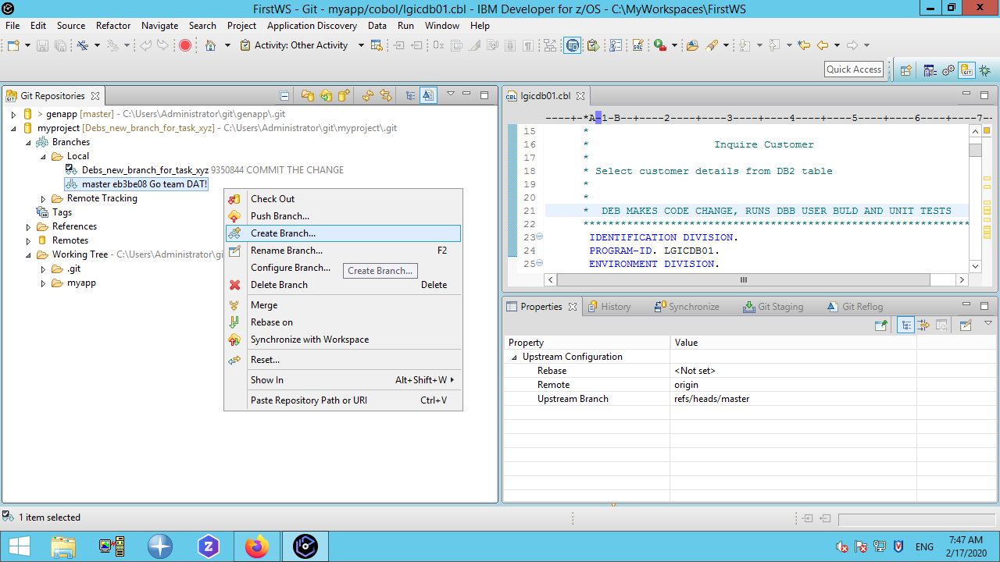 FirstWS - Git - myapp/cobol/lgicdb01.cbl - IBM Developer for z/OS - C:\MyWorkspaces\FirstWS
File Edit Source Refactor Navigate Search Project Application Discovery Data Run Window Help
Activity: Other Activity
Quick Access
Git Repositories
> genapp [master] - C:\Users\Administrator\git\genapp\.git
myproject [Debs_new_branch_for_task_xyz] - C:\Users\Administrator\git\myproject\.git
Branches
Local
Debs_new_branch_for_task_xyz 9350844 COMMIT THE CHANGE
master eb3be08 Go team DAT!
Remote Tracking
Tags
References
Remotes
Working Tree - C:\Users\Administrator\gi
.git
myapp
Check Out
Push Branch...
Create Branch...
Rename Branch... F2
Configure Branch...
Create Branch...
Delete Branch Delete
Merge
Rebase on
Synchronize with Workspace
Reset...
Show In Alt+Shift+W
Paste Repository Path or URI Ctrl+V
lgicdb01.cbl
----+-*A-1-B--+----2----+----3----+----4----+----5----+----6----+----7--
15 *
16 * Inquire Customer
17 *
18 * Select customer details from DB2 table
19 *
20 *
21 * DEB MAKES CODE CHANGE, RUNS DBB USER BULD AND UNIT TESTS
22 **************************************************************
23 IDENTIFICATION DIVISION.
24 PROGRAM-ID. LGICDB01.
25 ENVIRONMENT DIVISION.
Properties History Synchronize Git Staging Git Reflog
Property Value
Upstream Configuration
Rebase <Not set>
Remote origin
Upstream Branch refs/heads/master
1 item selected
ENG
7:47 AM
2/17/2020